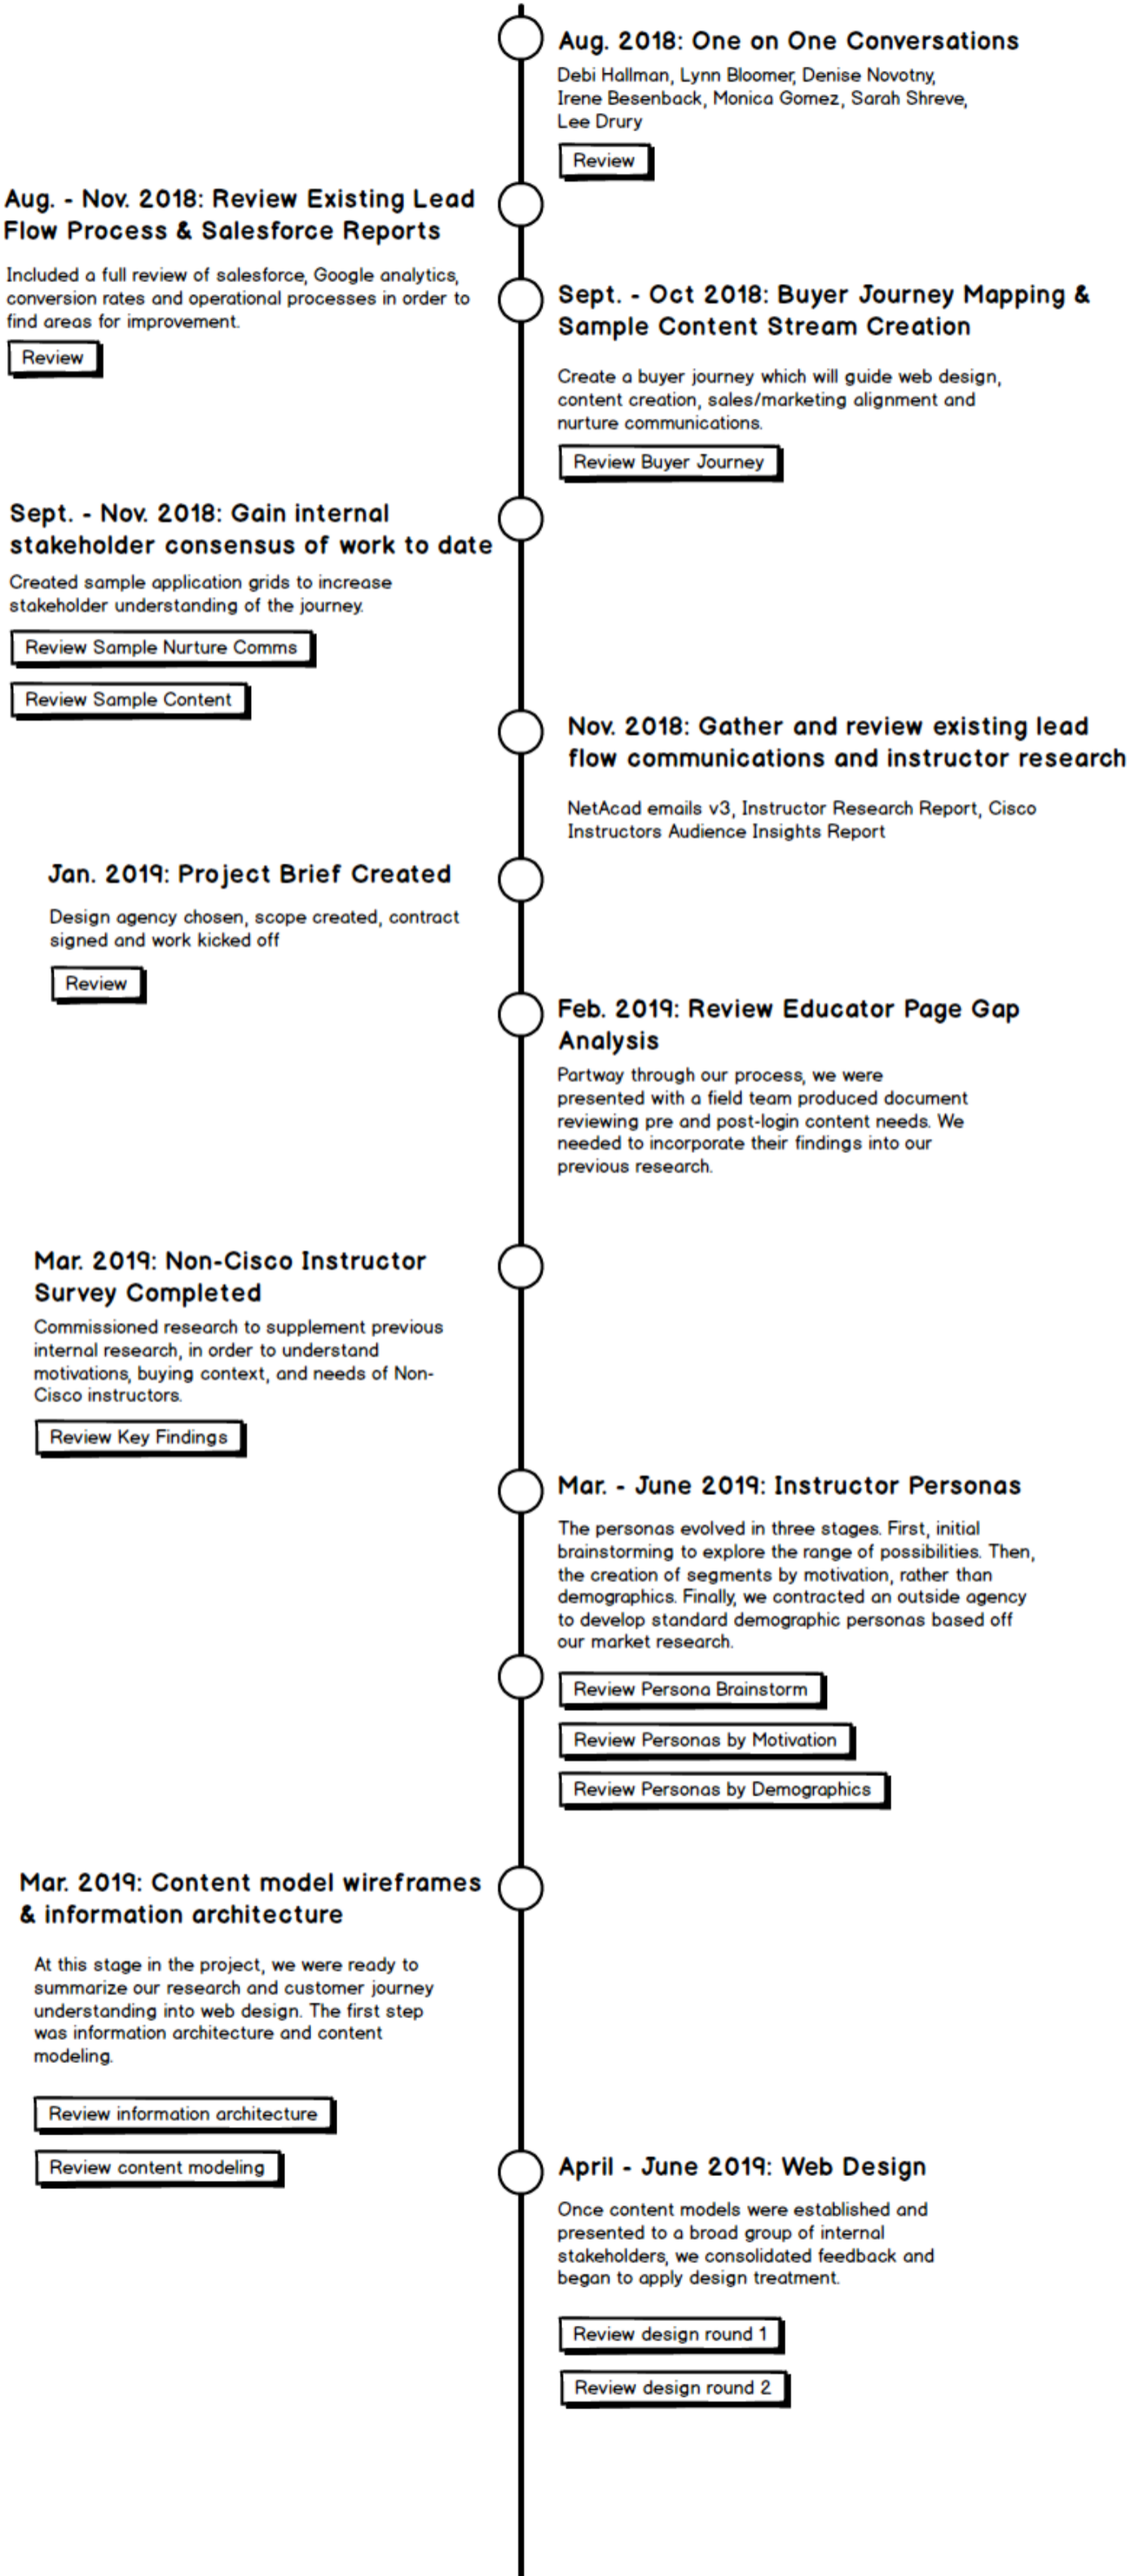 Aug. 2018: One on One Conversations
Debi Hallman, Lynn Bloomer, Denise Novotny,
Irene Besenback, Monica Gomez, Sarah Shreve,
Lee Drury
Review
Aug. - Nov. 2018: Review Existing Lead
Flow Process & Salesforce Reports
Included a full review of salesforce, Google analytics,
conversion rates and operational processes in order to
find areas for improvement.
Review
Sept. - Oct 2018: Buyer Journey Mapping &
Sample Content Stream Creation
Create a buyer journey which will guide web design,
content creation, sales/marketing alignment and
nurture communications.
Review Buyer Journey
Sept. - Nov. 2018: Gain internal
stakeholder consensus of work to date
Created sample application grids to increase
stakeholder understanding of the journey.
Review Sample Nurture Comms
Review Sample Content
Nov. 2018: Gather and review existing lead
flow communications and instructor research
NetAcad emails v3, Instructor Research Report, Cisco
Instructors Audience Insights Report
Jan. 2019: Project Brief Created
Design agency chosen, scope created, contract
signed and work kicked off
Review
Feb. 2019: Review Educator Page Gap
Analysis
Partway through our process, we were
presented with a field team produced document
reviewing pre and post-login content needs. We
needed to incorporate their findings into our
previous research.
Mar. 2019: Non-Cisco Instructor
Survey Completed
Commissioned research to supplement previous
internal research, in order to understand
motivations, buying context, and needs of Non-
Cisco instructors.
Review Key Findings
Mar. - June 2019: Instructor Personas
The personas evolved in three stages. First, initial
brainstorming to explore the range of possibilities. Then,
the creation of segments by motivation, rather than
demographics. Finally, we contracted an outside agency
to develop standard demographic personas based off
our market research.
Review Persona Brainstorm
Review Personas by Motivation
Review Personas by Demographics
Mar. 2019: Content model wireframes
& information architecture
At this stage in the project, we were ready to
summarize our research and customer journey
understanding into web design. The first step
was information architecture and content
modeling.
Review information architecture
Review content modeling
April - June 2019: Web Design
Once content models were established and
presented to a broad group of internal
stakeholders, we consolidated feedback and
began to apply design treatment.
Review design round 1
Review design round 2